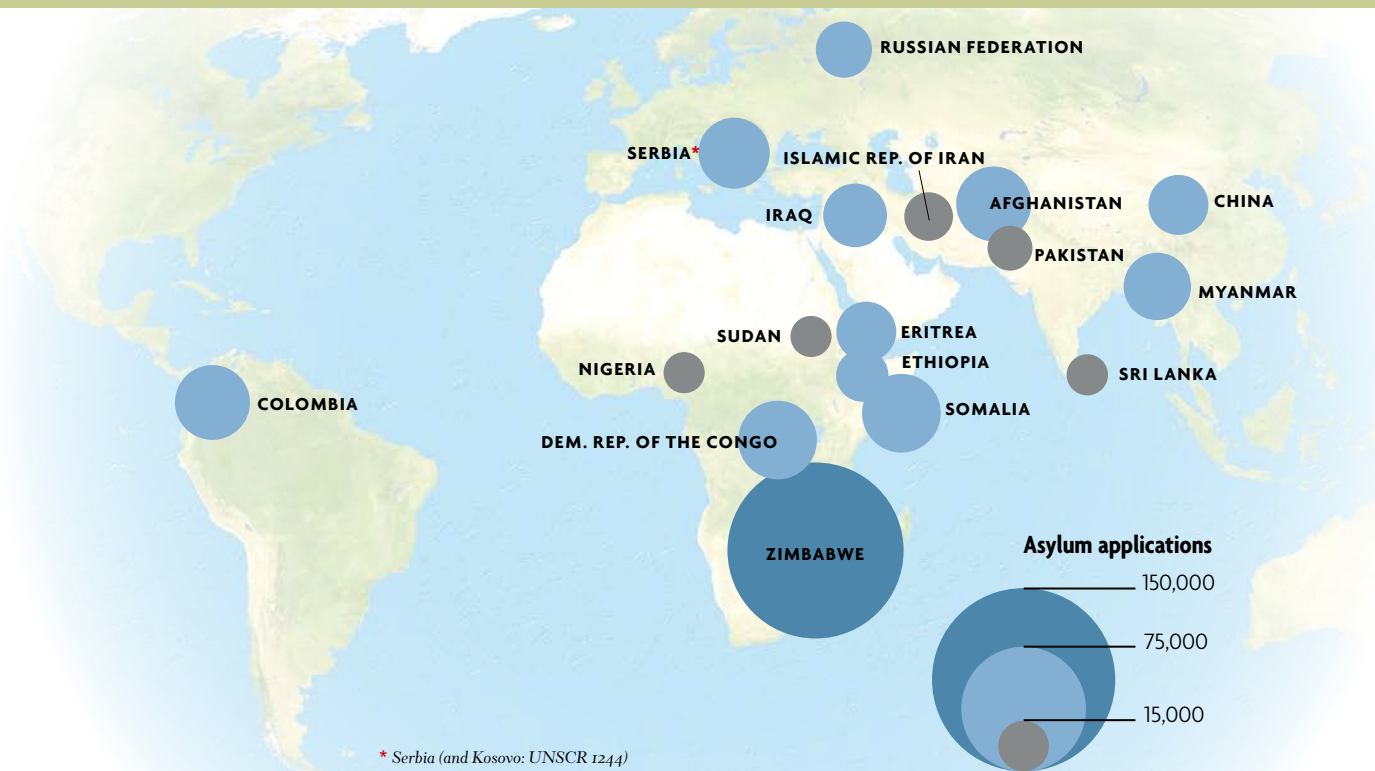 RUSSIAN FEDERATION
SERBIA*
ISLAMIC REP. OF IRAN
AFGHANISTAN
CHINA
IRAQ
PAKISTAN
MYANMAR
SUDAN
ERITREA
ETHIOPIA
NIGERIA
SRI LANKA
COLOMBIA
SOMALIA
DEM. REP. OF THE CONGO
ZIMBABWE
Asylum applications
150,000
75,000
15,000
* Serbia (and Kosovo: UNSCR 1244)